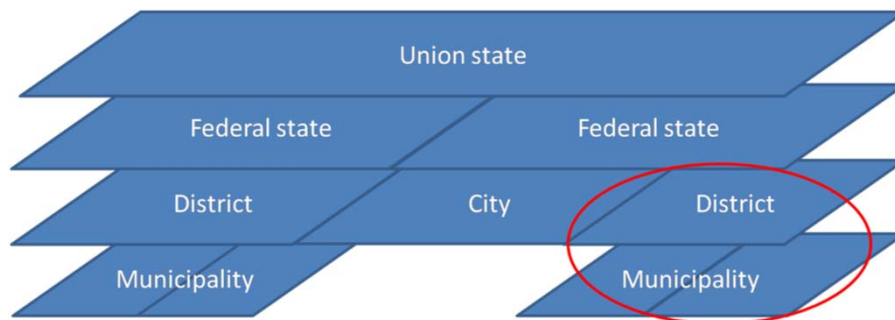 Union state
Federal state Federal state
District City District
Municipality Municipality